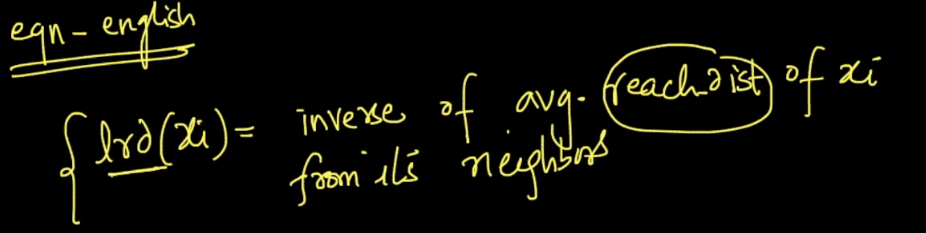 eqn - english
lrd(xi) = inverse of avg. reach-dist of xi
from its neighbors